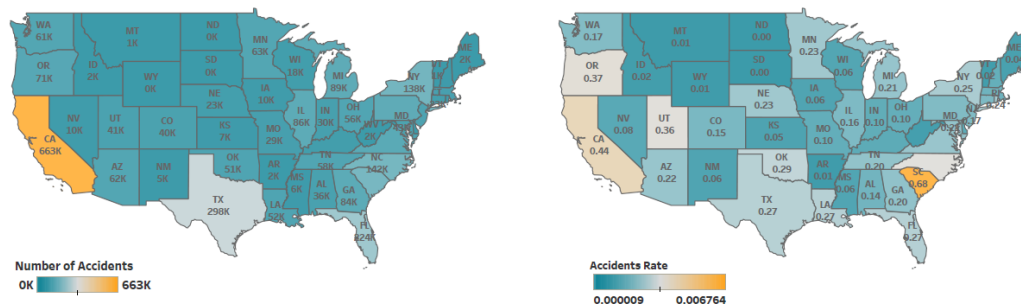 WA
61K
MT
1K
ND
0K
MN
63K
ME
2K
OR
71K
ID
2K
SD
0K
WI
18K
MI
89K
NY
138K
WY
0K
NE
23K
IA
10K
NV
10K
UT
41K
CO
40K
KS
7K
IL
86K
IN
30K
OH
56K
CA
663K
MO
29K
WV
2K
AZ
62K
NM
5K
OK
51K
AR
2K
TN
58K
NC
142K
TX
298K
LA
52K
MS
6K
AL
36K
GA
84K
FL
Number of Accidents
0K
663K
WA
0.17
MT
0.01
ND
0.00
MN
0.23
ME
OR
0.37
ID
0.02
SD
0.00
WI
0.06
MI
0.21
NY
0.25
VT
0.02
WY
0.01
NE
0.23
IA
0.06
NV
0.08
UT
0.36
CO
0.15
KS
0.05
IL
0.16
IN
0.10
OH
0.10
MD
CA
0.44
MO
0.10
AZ
0.22
NM
0.06
OK
0.29
AR
0.01
TN
0.20
SC
0.68
TX
0.27
LA
0.27
MS
0.06
AL
0.14
GA
0.20
FL
0.27
Accidents Rate
0.000009
0.006764